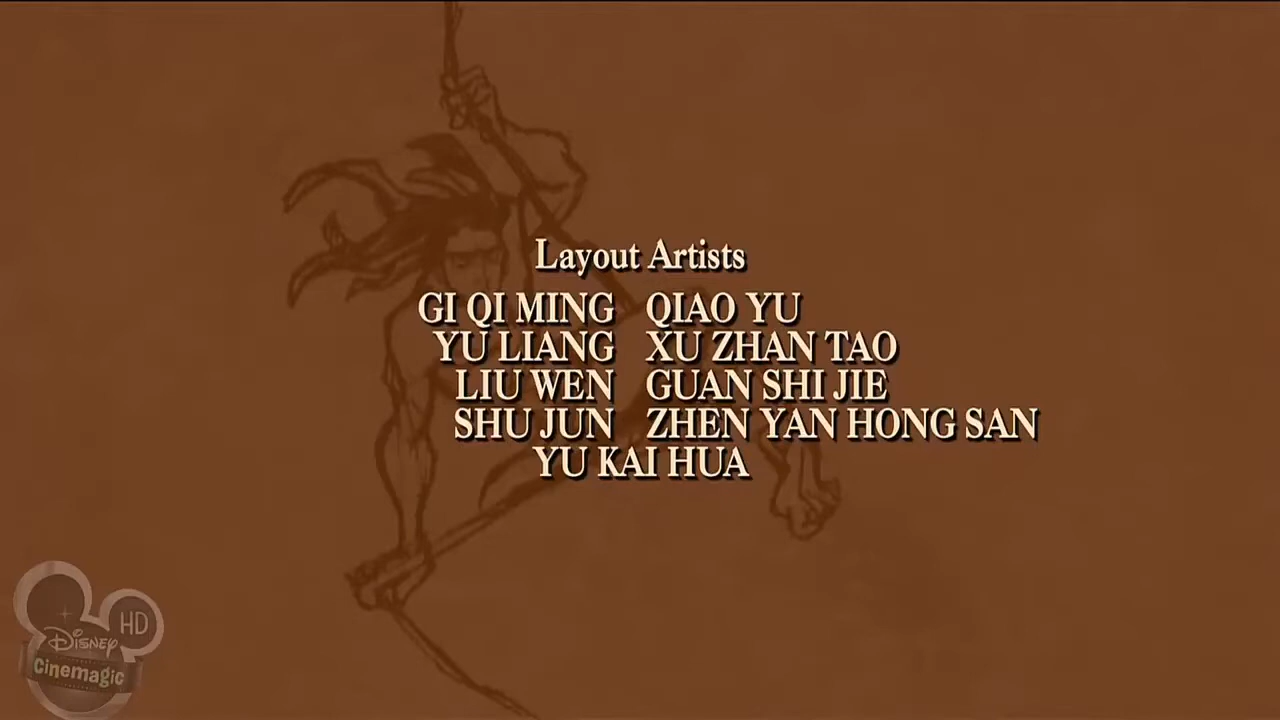 Layout Artists
GI QI MING QIAO YU
YU LIANG XU ZHAN TAO
LIU WEN GUAN SHI JIE
SHU JUN ZHEN YAN HONG SAN
YU KAI HUA
HD
Disney
Cinemagic